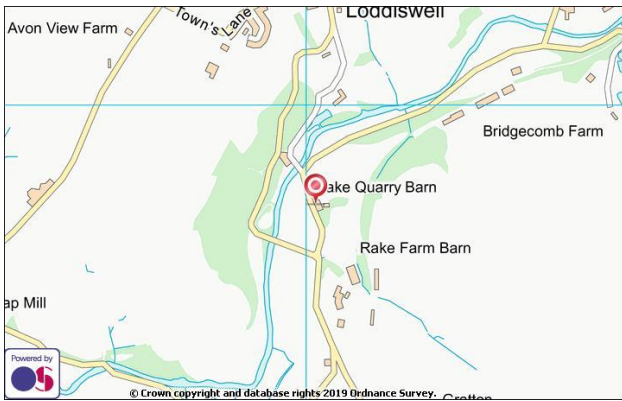 Loddiswell
Town's Lane
Avon View Farm
Bridgecomb Farm
ake Quarry Barn
Rake Farm Barn
ap Mill
Powered by
OS
© Crown copyright and database rights 2019 Ordnance Survey.